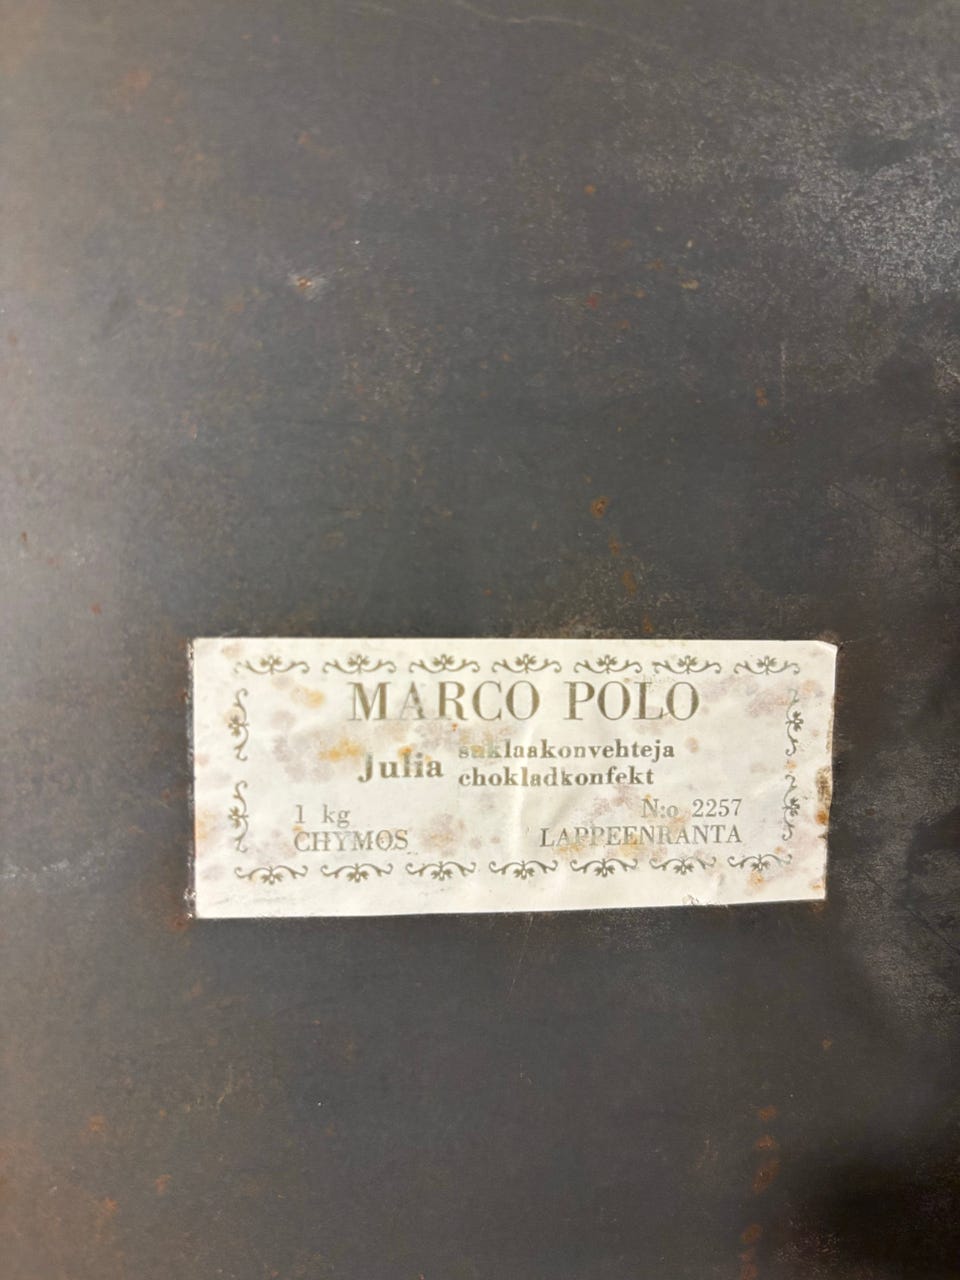 MARCO POLO
Julia suklaakonvehteja
chokladkonfekt
1 kg N:o 2257
CHYMOS LAPPEENRANTA